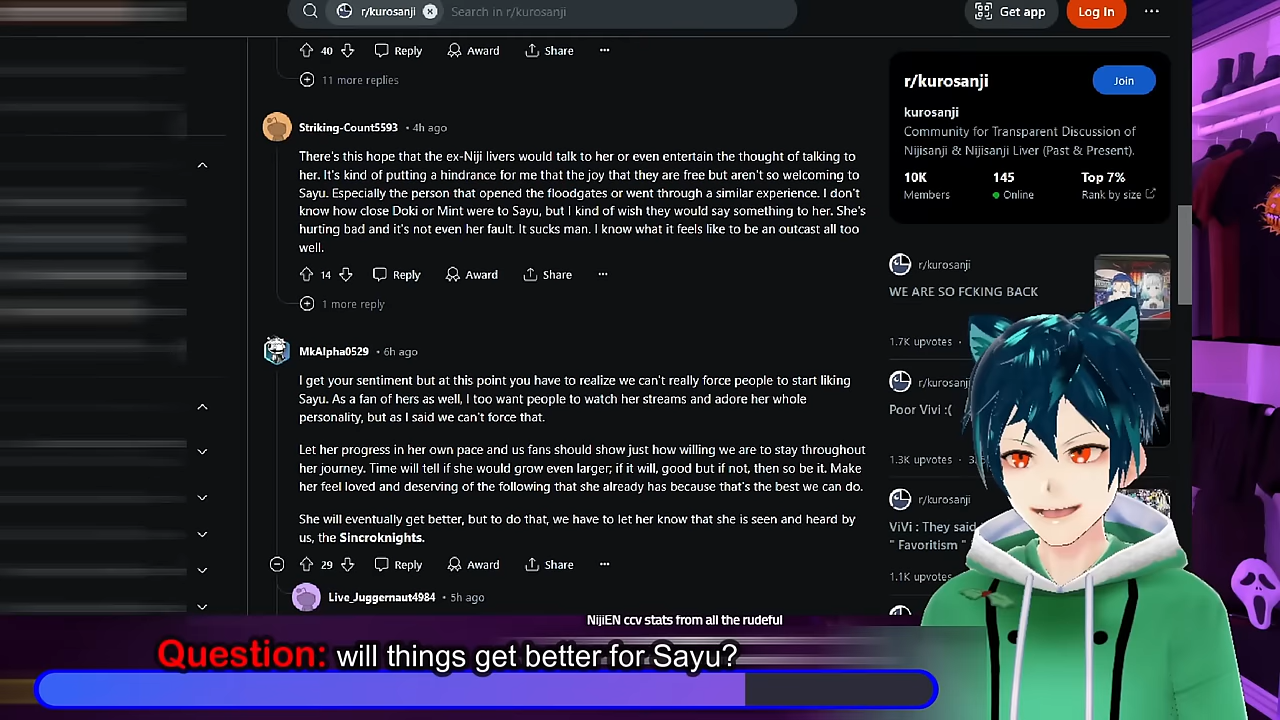 r/kurosanji
Search in r/kurosanji
Get app
Log In
40
Reply
Award
Share
11 more replies
r/kurosanji
Join
kurosanji
Community for Transparent Discussion of
Nijisanji & Nijisanji Liver (Past & Present).
10K
145
Top 7%
Members
Online
Rank by size
Striking-Count5593 • 4h ago
There's this hope that the ex-Niji livers would talk to her or even entertain the thought of talking to
her. It's kind of putting a hindrance for me that the joy that they are free but aren't so welcoming to
Sayu. Especially the person that opened the floodgates or went through a similar experience. I don't
know how close Doki or Mint were to Sayu, but I kind of wish they would say something to her. She's
hurting bad and it's not even her fault. It sucks man. I know what it feels like to be an outcast all too
well.
14
Reply
Award
Share
1 more reply
r/kurosanji
WE ARE SO FCKING BACK
1.7K upvotes •
MkAlpha0529 • 6h ago
I get your sentiment but at this point you have to realize we can't really force people to start liking
Sayu. As a fan of hers as well, I too want people to watch her streams and adore her whole
personality, but as I said we can't force that.
Let her progress in her own pace and us fans should show just how willing we are to stay throughout
her journey. Time will tell if she would grow even larger; if it will, good but if not, then so be it. Make
her feel loved and deserving of the following that she already has because that's the best we can do.
She will eventually get better, but to do that, we have to let her know that she is seen and heard by
us, the Sincroknights.
29
Reply
Award
Share
r/kurosanji
Poor Vivi :(
1.3K upvotes •
r/kurosanji
ViVi : They said
" Favoritism "
1.1K upvotes
Live_Juggernaut4984 • 5h ago
NijiEN ccv stats from all the rudeful
Question: will things get better for Sayu?